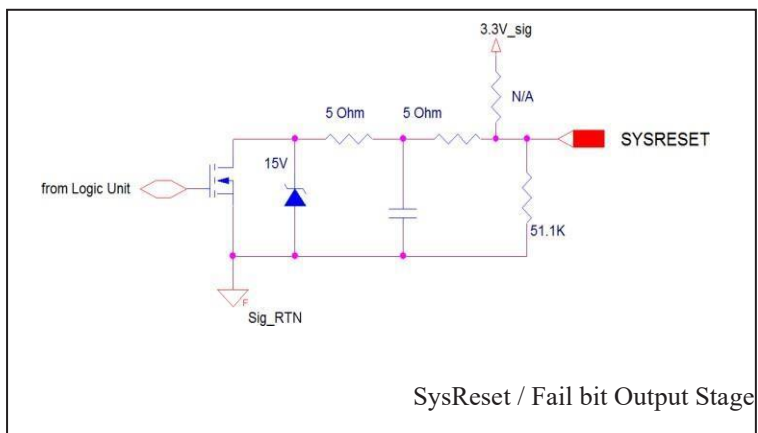 3.3V_sig
N/A
5 Ohm 5 Ohm
SYSRESET
15V
from Logic Unit
51.1K
F
Sig_RTN
SysReset / Fail bit Output Stage